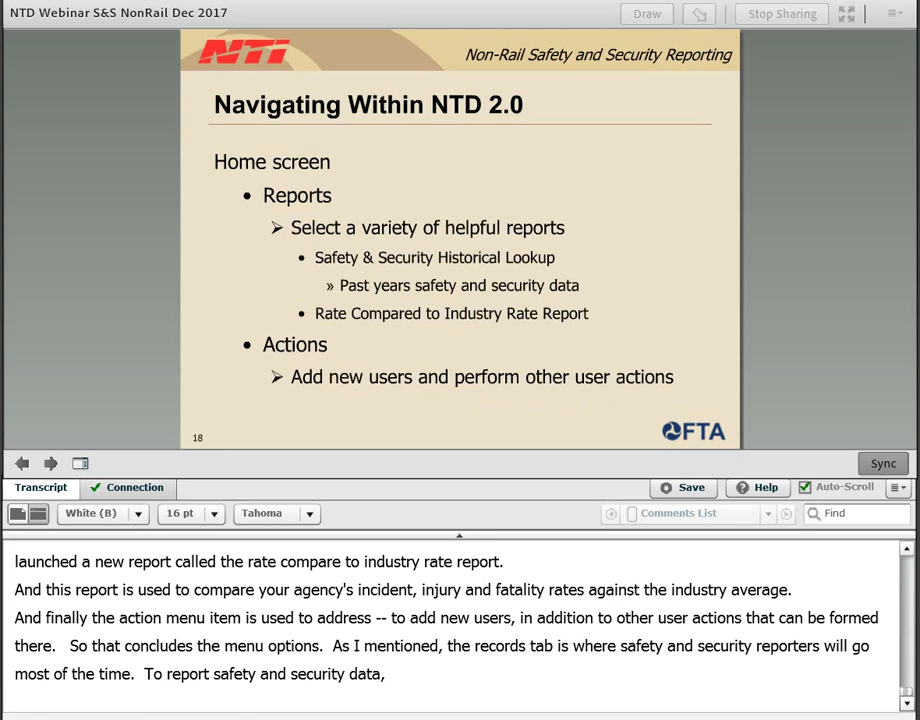 NTD Webinar S&S NonRail Dec 2017
Draw
Stop Sharing
NTI
Non-Rail Safety and Security Reporting
Navigating Within NTD 2.0
Home screen
• Reports
➢ Select a variety of helpful reports
• Safety & Security Historical Lookup
» Past years safety and security data
• Rate Compared to Industry Rate Report
• Actions
➢ Add new users and perform other user actions
18
FTA
Sync
Transcript
Connection
Save
Help
Auto-Scroll
White (B)
16 pt
Tahoma
Comments List
Find
launched a new report called the rate compare to industry rate report.
And this report is used to compare your agency's incident, injury and fatality rates against the industry average.
And finally the action menu item is used to address -- to add new users, in addition to other user actions that can be formed
there.   So that concludes the menu options.  As I mentioned, the records tab is where safety and security reporters will go
most of the time.  To report safety and security data,